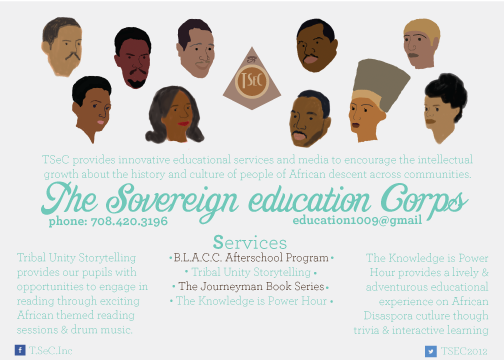 TSeC
TSeC provides innovative educational services and media to encourage the intellectual
growth about the history and culture of people of African descent across communities.
The Sovereign education Corps
phone: 708.420.3196
education1009@gmail
Services
Tribal Unity Storytelling
provides our pupils with
opportunities to engage in
reading through exciting
African themed reading
sessions & drum music.
•B.L.A.C.C. Afterschool Program•
• Tribal Unity Storytelling •
• The Journeyman Book Series•
• The Knowledge is Power Hour •
The Knowledge is Power
Hour provides a lively &
adventurous educational
experience on African
Disaspora cutlure though
trivia & interactive learning
TSeC.Inc
TSEC2012